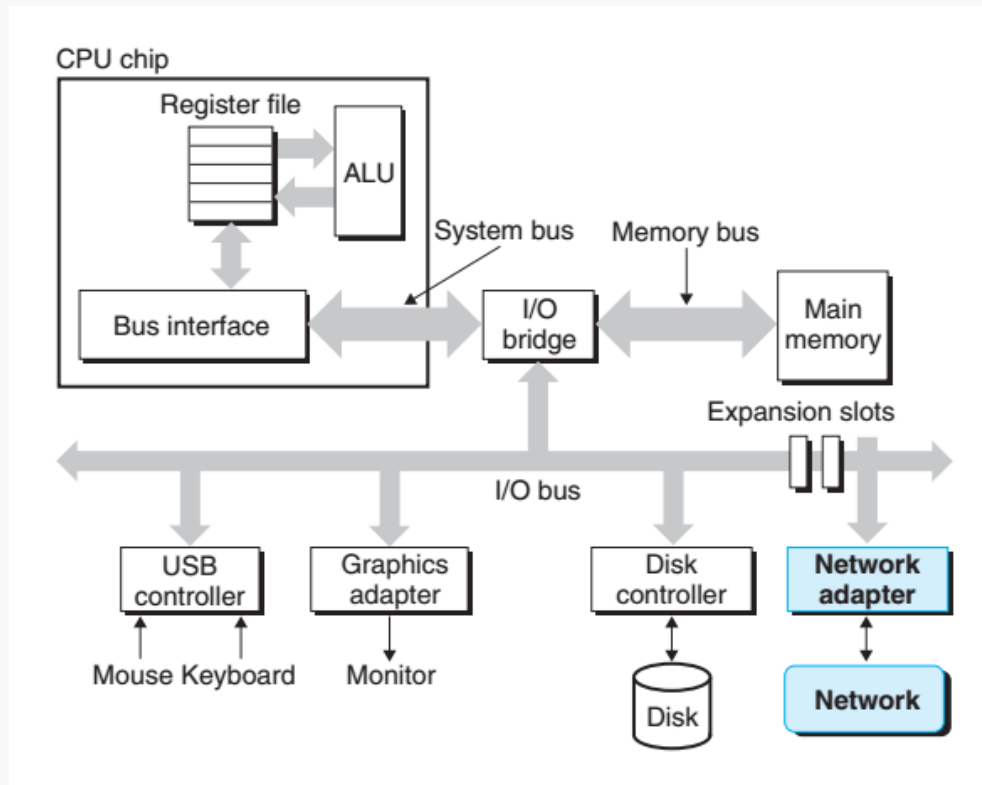 CPU chip
Register file
ALU
System bus
Memory bus
Bus interface
I/O
bridge
Main
memory
Expansion slots
I/O bus
USB
controller
Graphics
adapter
Disk
controller
Network
adapter
Mouse Keyboard
Monitor
Disk
Network